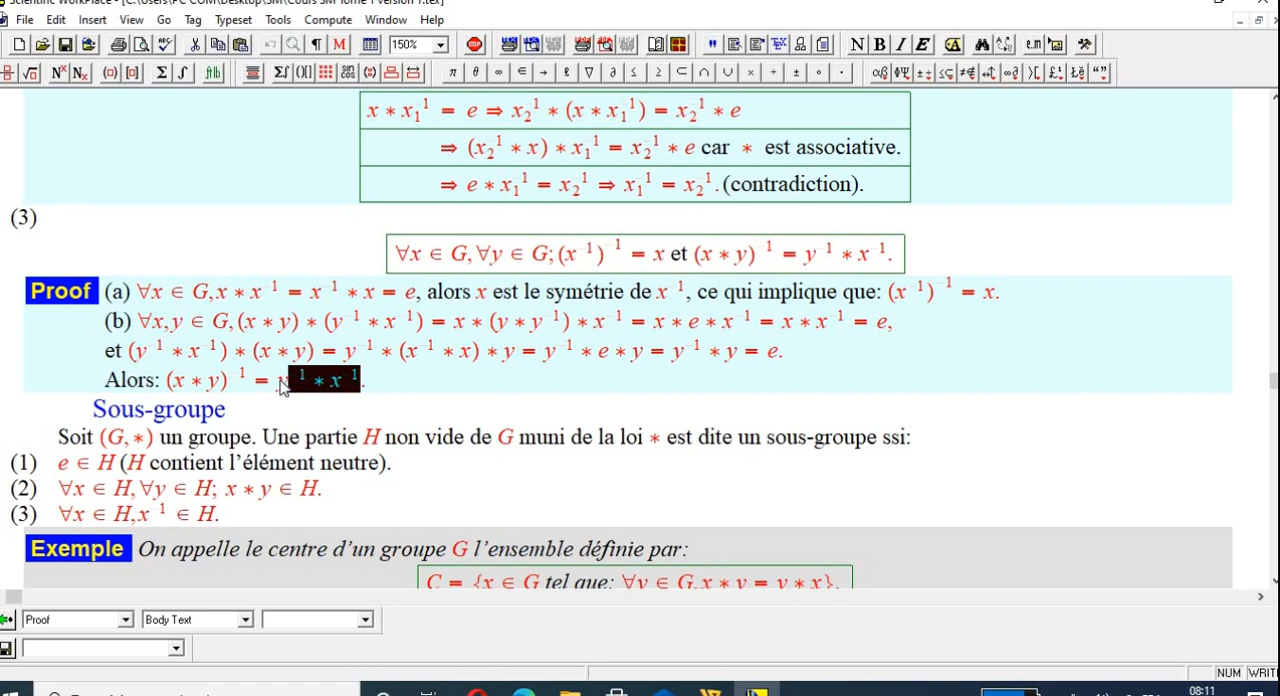 Scientific WorkPlace - [C:\Users\PC COM\Desktop\SM\Cours SM Tome 1 version 1.tex]
File Edit Insert View Go Tag Typeset Tools Compute Window Help
150%
x ∗ x₁⁻¹ = e ⇒ x₂⁻¹ ∗ (x ∗ x₁⁻¹) = x₂⁻¹ ∗ e
⇒ (x₂⁻¹ ∗ x) ∗ x₁⁻¹ = x₂⁻¹ ∗ e car ∗ est associative.
⇒ e ∗ x₁⁻¹ = x₂⁻¹ ⇒ x₁⁻¹ = x₂⁻¹. (contradiction).
(3)
∀x ∈ G, ∀y ∈ G; (x⁻¹)⁻¹ = x et (x ∗ y)⁻¹ = y⁻¹ ∗ x⁻¹.
Proof (a) ∀x ∈ G, x ∗ x⁻¹ = x⁻¹ ∗ x = e, alors x est le symétrie de x⁻¹, ce qui implique que: (x⁻¹)⁻¹ = x.
(b) ∀x,y ∈ G, (x ∗ y) ∗ (y⁻¹ ∗ x⁻¹) = x ∗ (y ∗ y⁻¹) ∗ x⁻¹ = x ∗ e ∗ x⁻¹ = x ∗ x⁻¹ = e,
et (y⁻¹ ∗ x⁻¹) ∗ (x ∗ y) = y⁻¹ ∗ (x⁻¹ ∗ x) ∗ y = y⁻¹ ∗ e ∗ y = y⁻¹ ∗ y = e.
Alors: (x ∗ y)⁻¹ = y⁻¹ ∗ x⁻¹.
Sous-groupe
Soit (G, ∗) un groupe. Une partie H non vide de G muni de la loi ∗ est dite un sous-groupe ssi:
(1) e ∈ H (H contient l'élément neutre).
(2) ∀x ∈ H, ∀y ∈ H; x ∗ y ∈ H.
(3) ∀x ∈ H, x⁻¹ ∈ H.
Exemple On appelle le centre d'un groupe G l'ensemble définie par:
C = {x ∈ G tel que: ∀y ∈ G, x ∗ y = y ∗ x}.
Proof Body Text
NUM WRIT
08:11